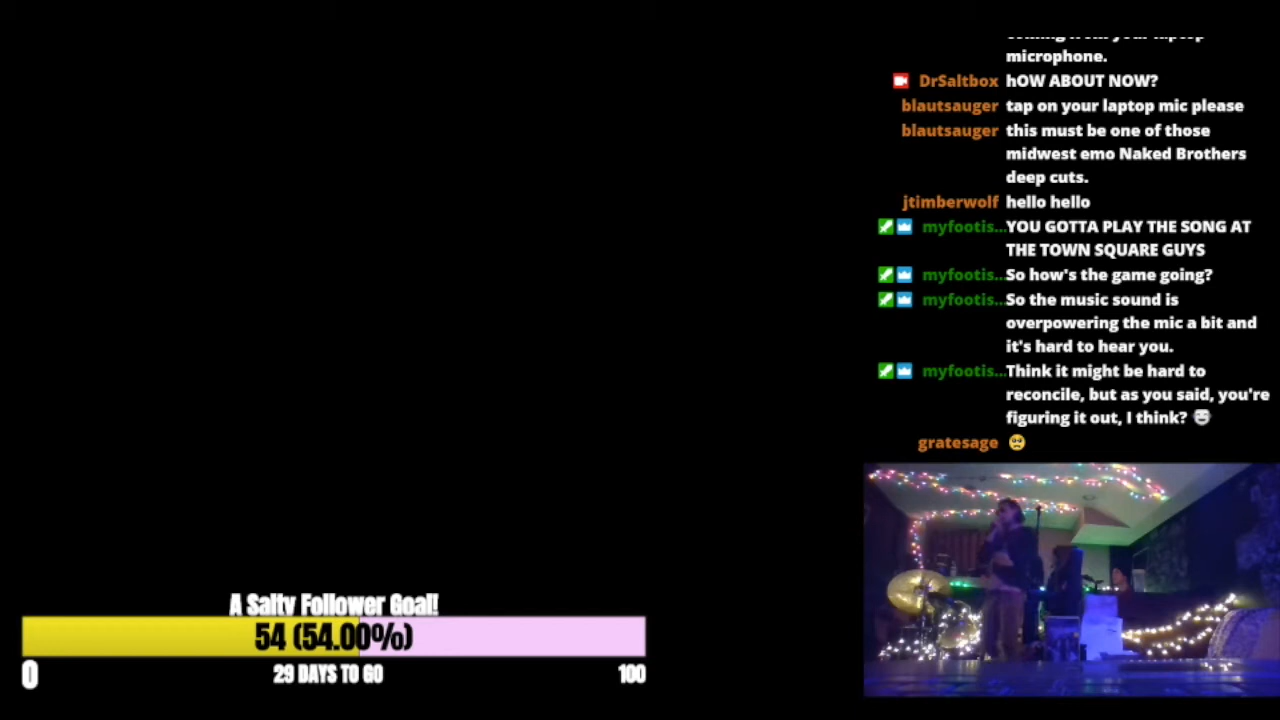 microphone.
DrSaltbox hOW ABOUT NOW?
blautsauger tap on your laptop mic please
blautsauger this must be one of those
midwest emo Naked Brothers
deep cuts.
jtimberwolf hello hello
myfootis... YOU GOTTA PLAY THE SONG AT
THE TOWN SQUARE GUYS
myfootis... So how's the game going?
myfootis... So the music sound is
overpowering the mic a bit and
it's hard to hear you.
myfootis... Think it might be hard to
reconcile, but as you said, you're
figuring it out, I think?
gratesage
A Salty Follower Goal!
54 (54.00%)
0 29 DAYS TO GO 100